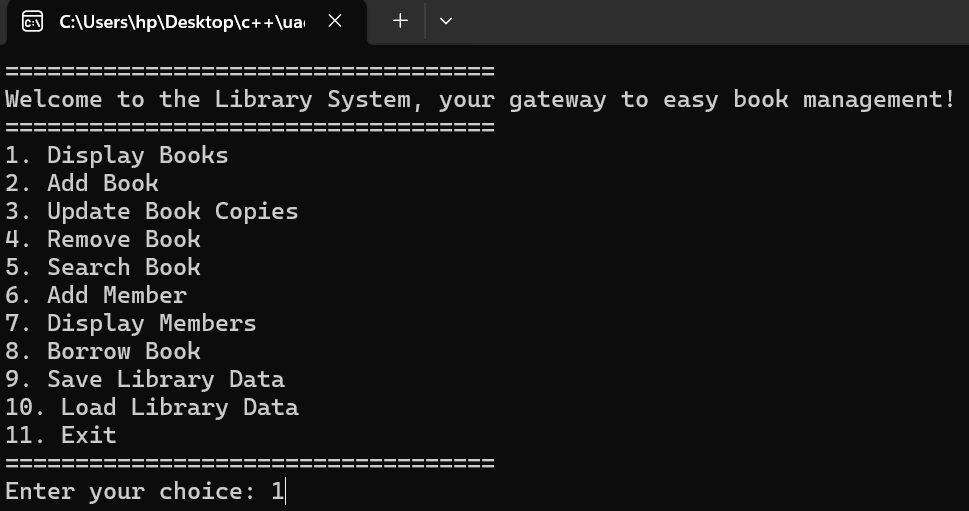 C:\Users\hp\Desktop\c++\ua
===================================
Welcome to the Library System, your gateway to easy book management!
===================================
1. Display Books
2. Add Book
3. Update Book Copies
4. Remove Book
5. Search Book
6. Add Member
7. Display Members
8. Borrow Book
9. Save Library Data
10. Load Library Data
11. Exit
===================================
Enter your choice: 1